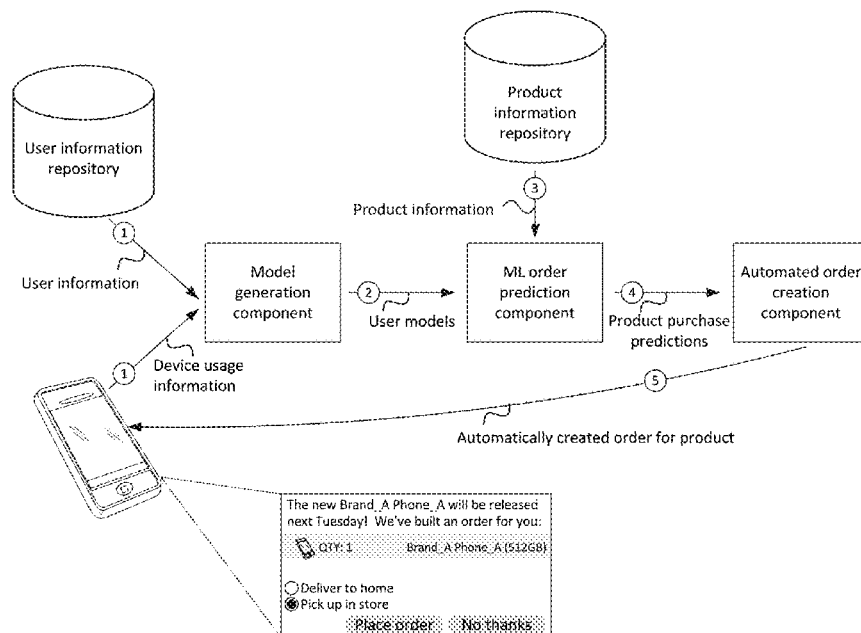 Product
information
repository
User information
repository
3
Product information
1
User information
Model
generation
component
2
User models
ML order
prediction
component
4
Product purchase
predictions
Automated order
creation
component
1
Device usage
information
5
Automatically created order for product
The new Brand_A Phone_A will be released
next Tuesday! We've built an order for you:
QTY: 1 Brand_A Phone_A (512GB)
Deliver to home
Pick up in store
Place order No thanks